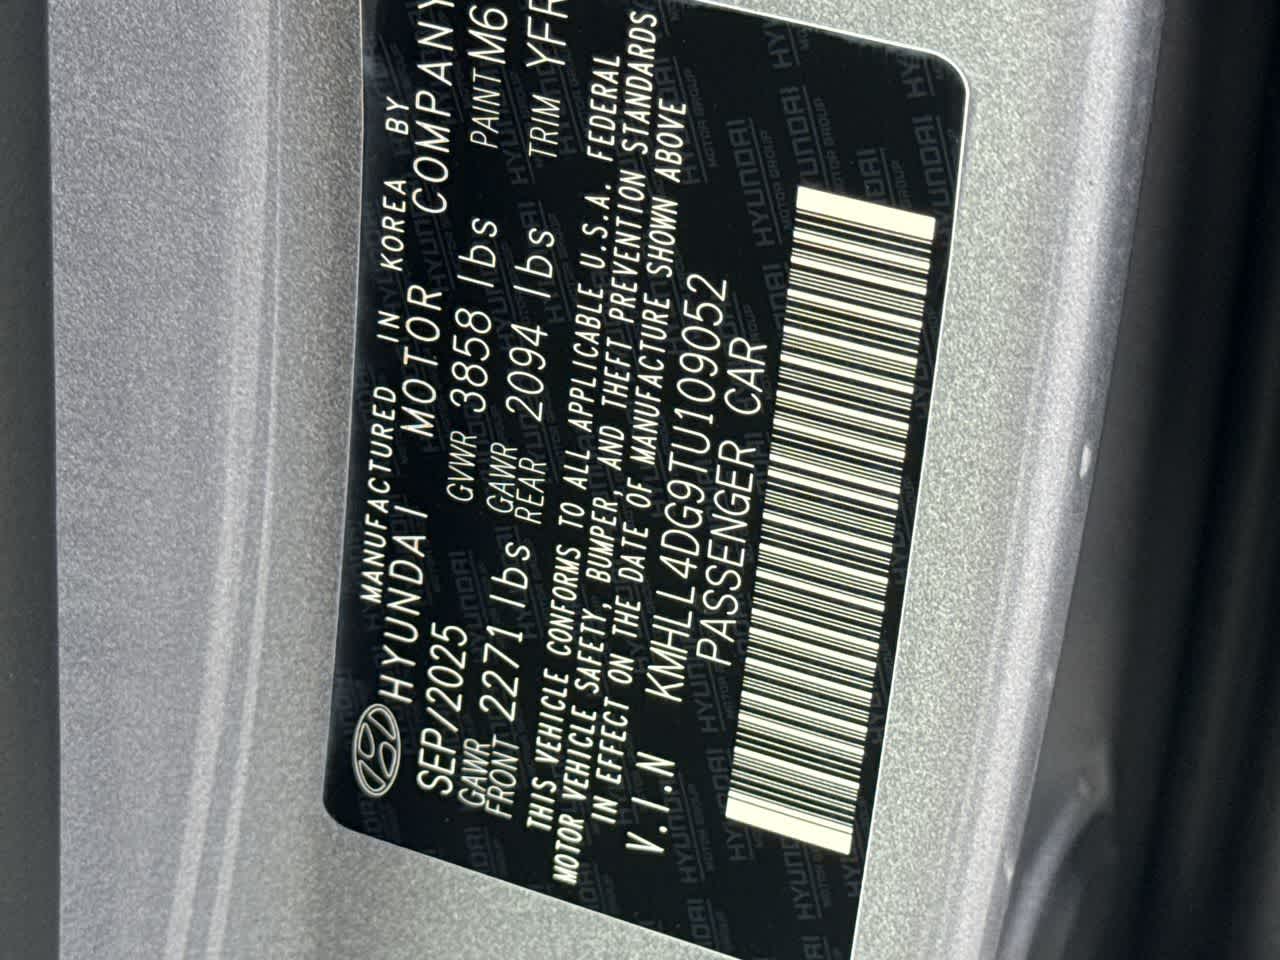 MANUFACTURED IN KOREA BY
HYUNDAI MOTOR COMPANY
SEP/2025 GVWR 3858 lbs PAINT M6
GAWR FRONT 2271 lbs GAWR REAR 2094 lbs TRIM YFR
THIS VEHICLE CONFORMS TO ALL APPLICABLE U.S.A. FEDERAL
MOTOR VEHICLE SAFETY, BUMPER, AND THEFT PREVENTION STANDARDS
IN EFFECT ON THE DATE OF MANUFACTURE SHOWN ABOVE
V.I.N KMHLL4DG9TU109052
PASSENGER CAR